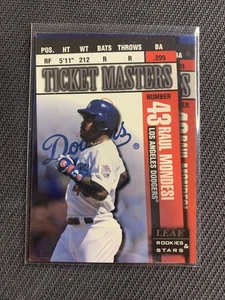 POS. HT WT BATS THROWS BA
RF 5'11" 212 R R .299
TICKET MASTERS
NUMBER
43 RAUL MONDESI
LOS ANGELES DODGERS®
Dodgers
®
LEAF
ROOKIES & STARS